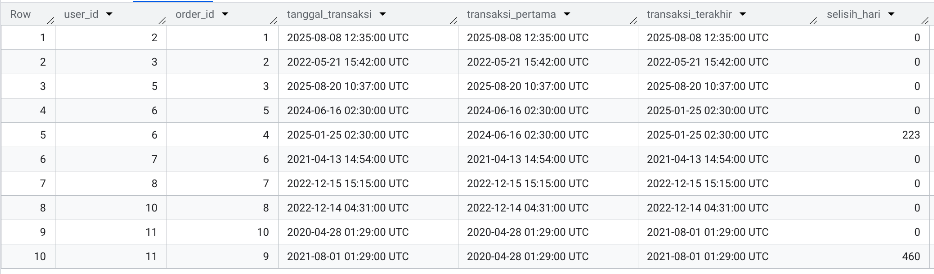 Row user_id order_id tanggal_transaksi transaksi_pertama transaksi_terakhir selisih_hari
1 2 1 2025-08-08 12:35:00 UTC 2025-08-08 12:35:00 UTC 2025-08-08 12:35:00 UTC 0
2 3 2 2022-05-21 15:42:00 UTC 2022-05-21 15:42:00 UTC 2022-05-21 15:42:00 UTC 0
3 5 3 2025-08-20 10:37:00 UTC 2025-08-20 10:37:00 UTC 2025-08-20 10:37:00 UTC 0
4 6 5 2024-06-16 02:30:00 UTC 2024-06-16 02:30:00 UTC 2025-01-25 02:30:00 UTC 0
5 6 4 2025-01-25 02:30:00 UTC 2024-06-16 02:30:00 UTC 2025-01-25 02:30:00 UTC 223
6 7 6 2021-04-13 14:54:00 UTC 2021-04-13 14:54:00 UTC 2021-04-13 14:54:00 UTC 0
7 8 7 2022-12-15 15:15:00 UTC 2022-12-15 15:15:00 UTC 2022-12-15 15:15:00 UTC 0
8 10 8 2022-12-14 04:31:00 UTC 2022-12-14 04:31:00 UTC 2022-12-14 04:31:00 UTC 0
9 11 10 2020-04-28 01:29:00 UTC 2020-04-28 01:29:00 UTC 2021-08-01 01:29:00 UTC 0
10 11 9 2021-08-01 01:29:00 UTC 2020-04-28 01:29:00 UTC 2021-08-01 01:29:00 UTC 460